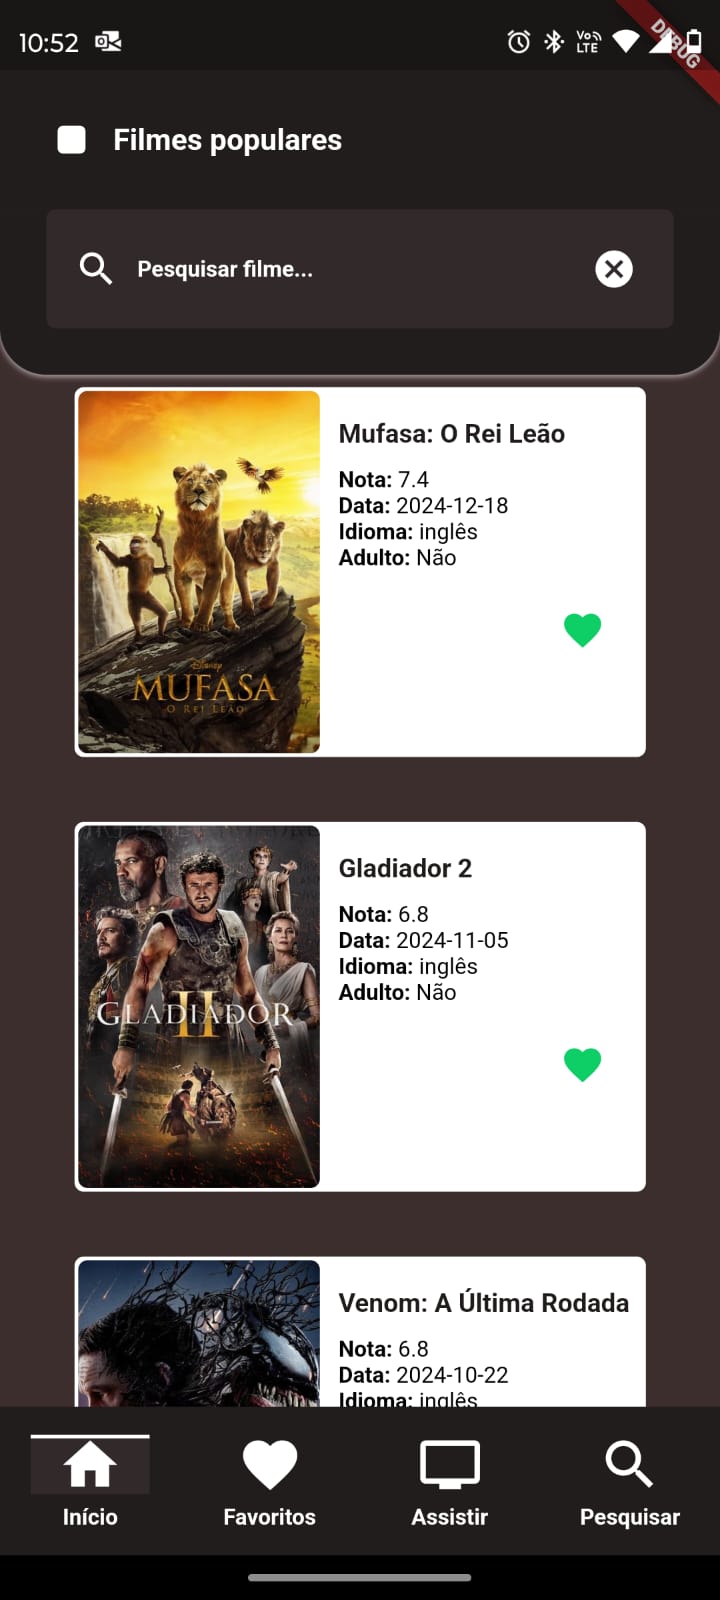 10:52
Vo))
LTE
DEBUG
Filmes populares
Pesquisar filme...
Disney
MUFASA
O REI LEÃO
Mufasa: O Rei Leão
Nota: 7.4
Data: 2024-12-18
Idioma: inglês
Adulto: Não
GLADIADOR
II
Gladiador 2
Nota: 6.8
Data: 2024-11-05
Idioma: inglês
Adulto: Não
Venom: A Última Rodada
Nota: 6.8
Data: 2024-10-22
Idioma: inglês
Início
Favoritos
Assistir
Pesquisar